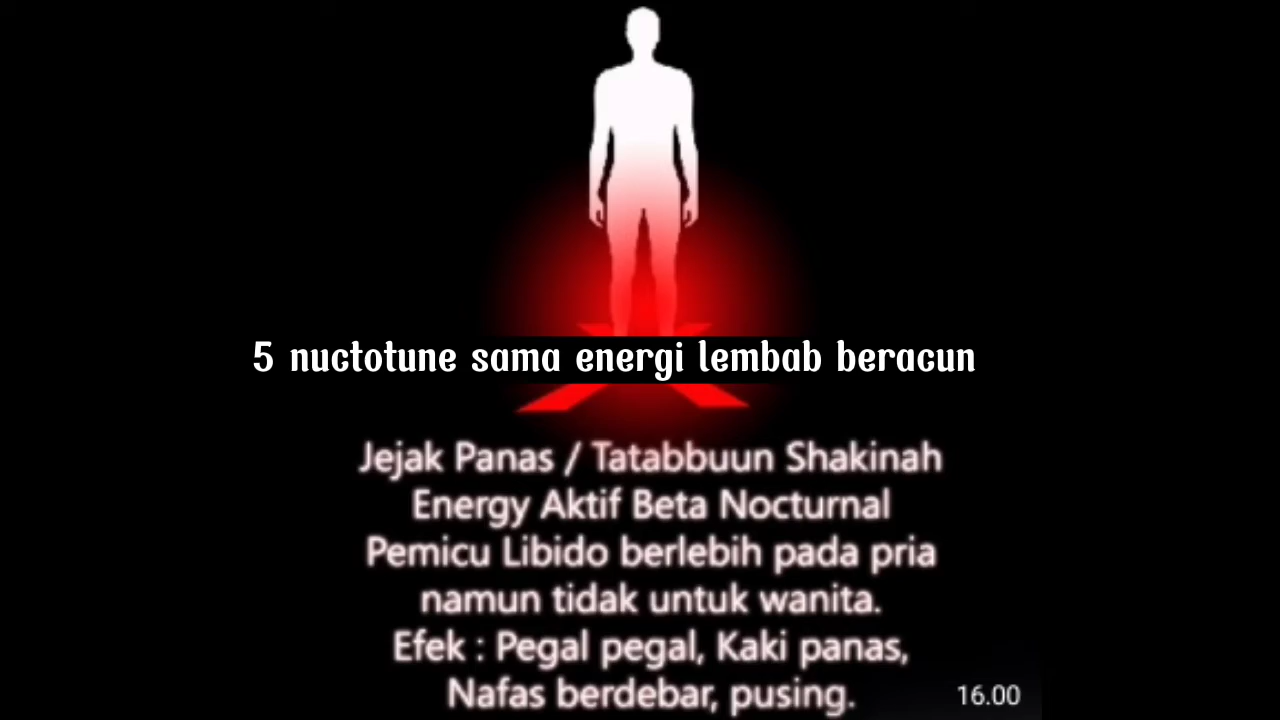 5 nuctotune sama energi lembab beracun
Jejak Panas / Tatabbuun Shakinah
Energy Aktif Beta Nocturnal
Pemicu Libido berlebih pada pria
namun tidak untuk wanita.
Efek : Pegal pegal, Kaki panas,
Nafas berdebar, pusing.
16.00